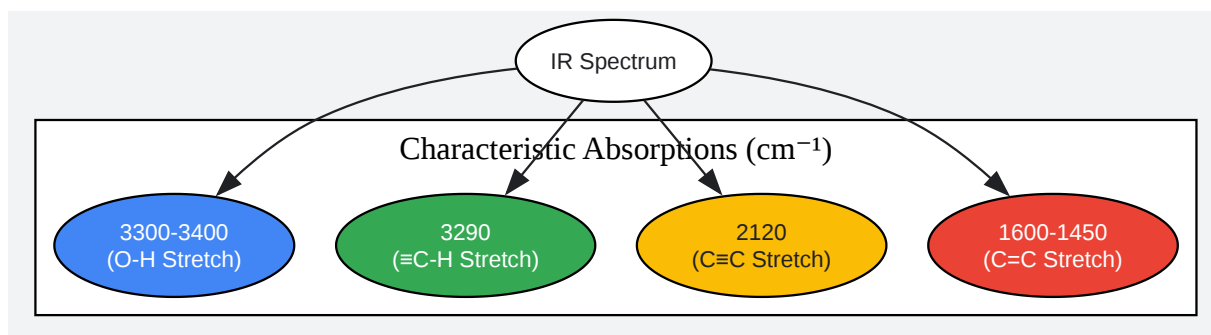 IR Spectrum
Characteristic Absorptions (cm⁻¹)
3300-3400
(O-H Stretch)
3290
(≡C-H Stretch)
2120
(C≡C Stretch)
1600-1450
(C=C Stretch)